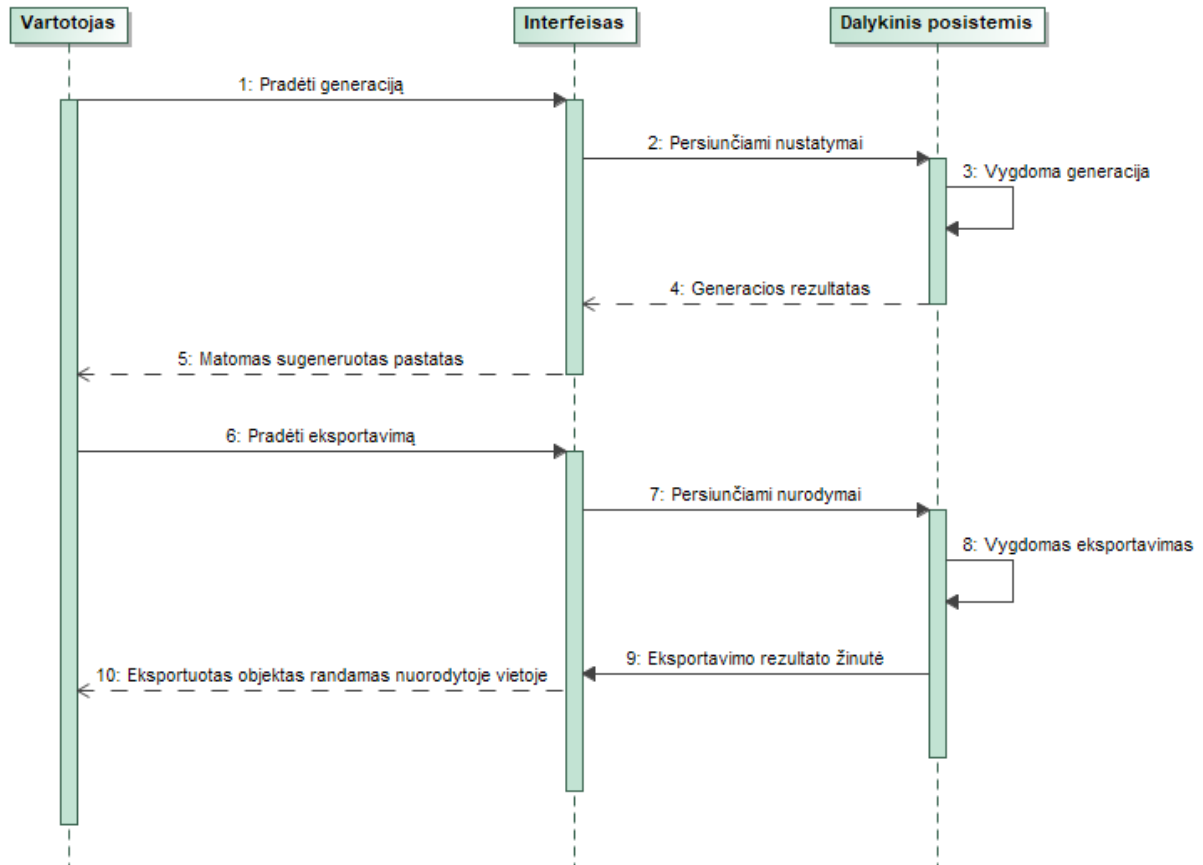 Vartotojas
Interfeisas
Dalykinis posistemis
1: Pradėti generaciją
2: Persiunčiami nustatymai
3: Vygdoma generacija
4: Generacios rezultatas
5: Matomas sugeneruotas pastatas
6: Pradėti eksportavimą
7: Persiunčiami nurodymai
8: Vygdomas eksportavimas
9: Eksportavimo rezultato žinutė
10: Eksportuotas objektas randamas nuorodytoje vietoje